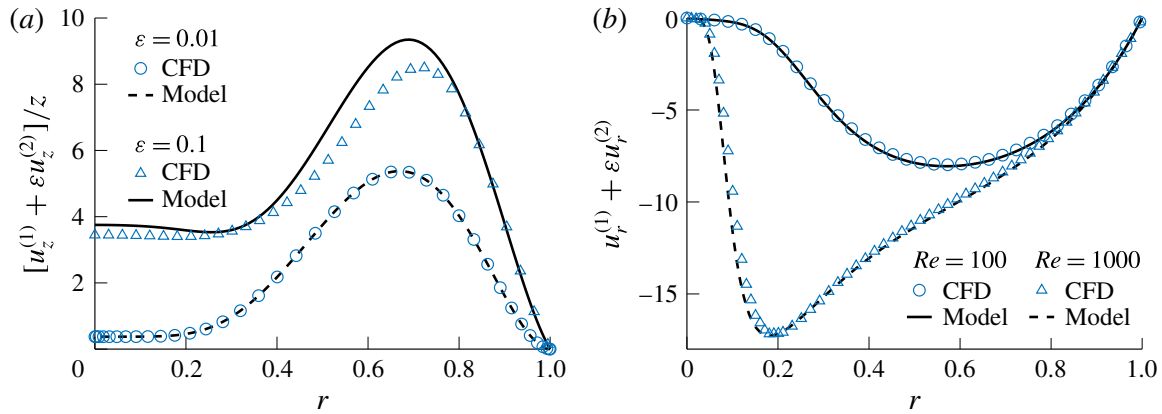 (a)
10
8
6
4
2
0
0.2
0.4
0.6
0.8
1.0
r
[u_z^(1) + εu_z^(2)]/z
ε = 0.01
CFD
Model
ε = 0.1
CFD
Model
(b)
0
−5
−10
−15
0
0.2
0.4
0.6
0.8
1.0
r
u_r^(1) + εu_r^(2)
Re = 100 Re = 1000
CFD CFD
Model Model